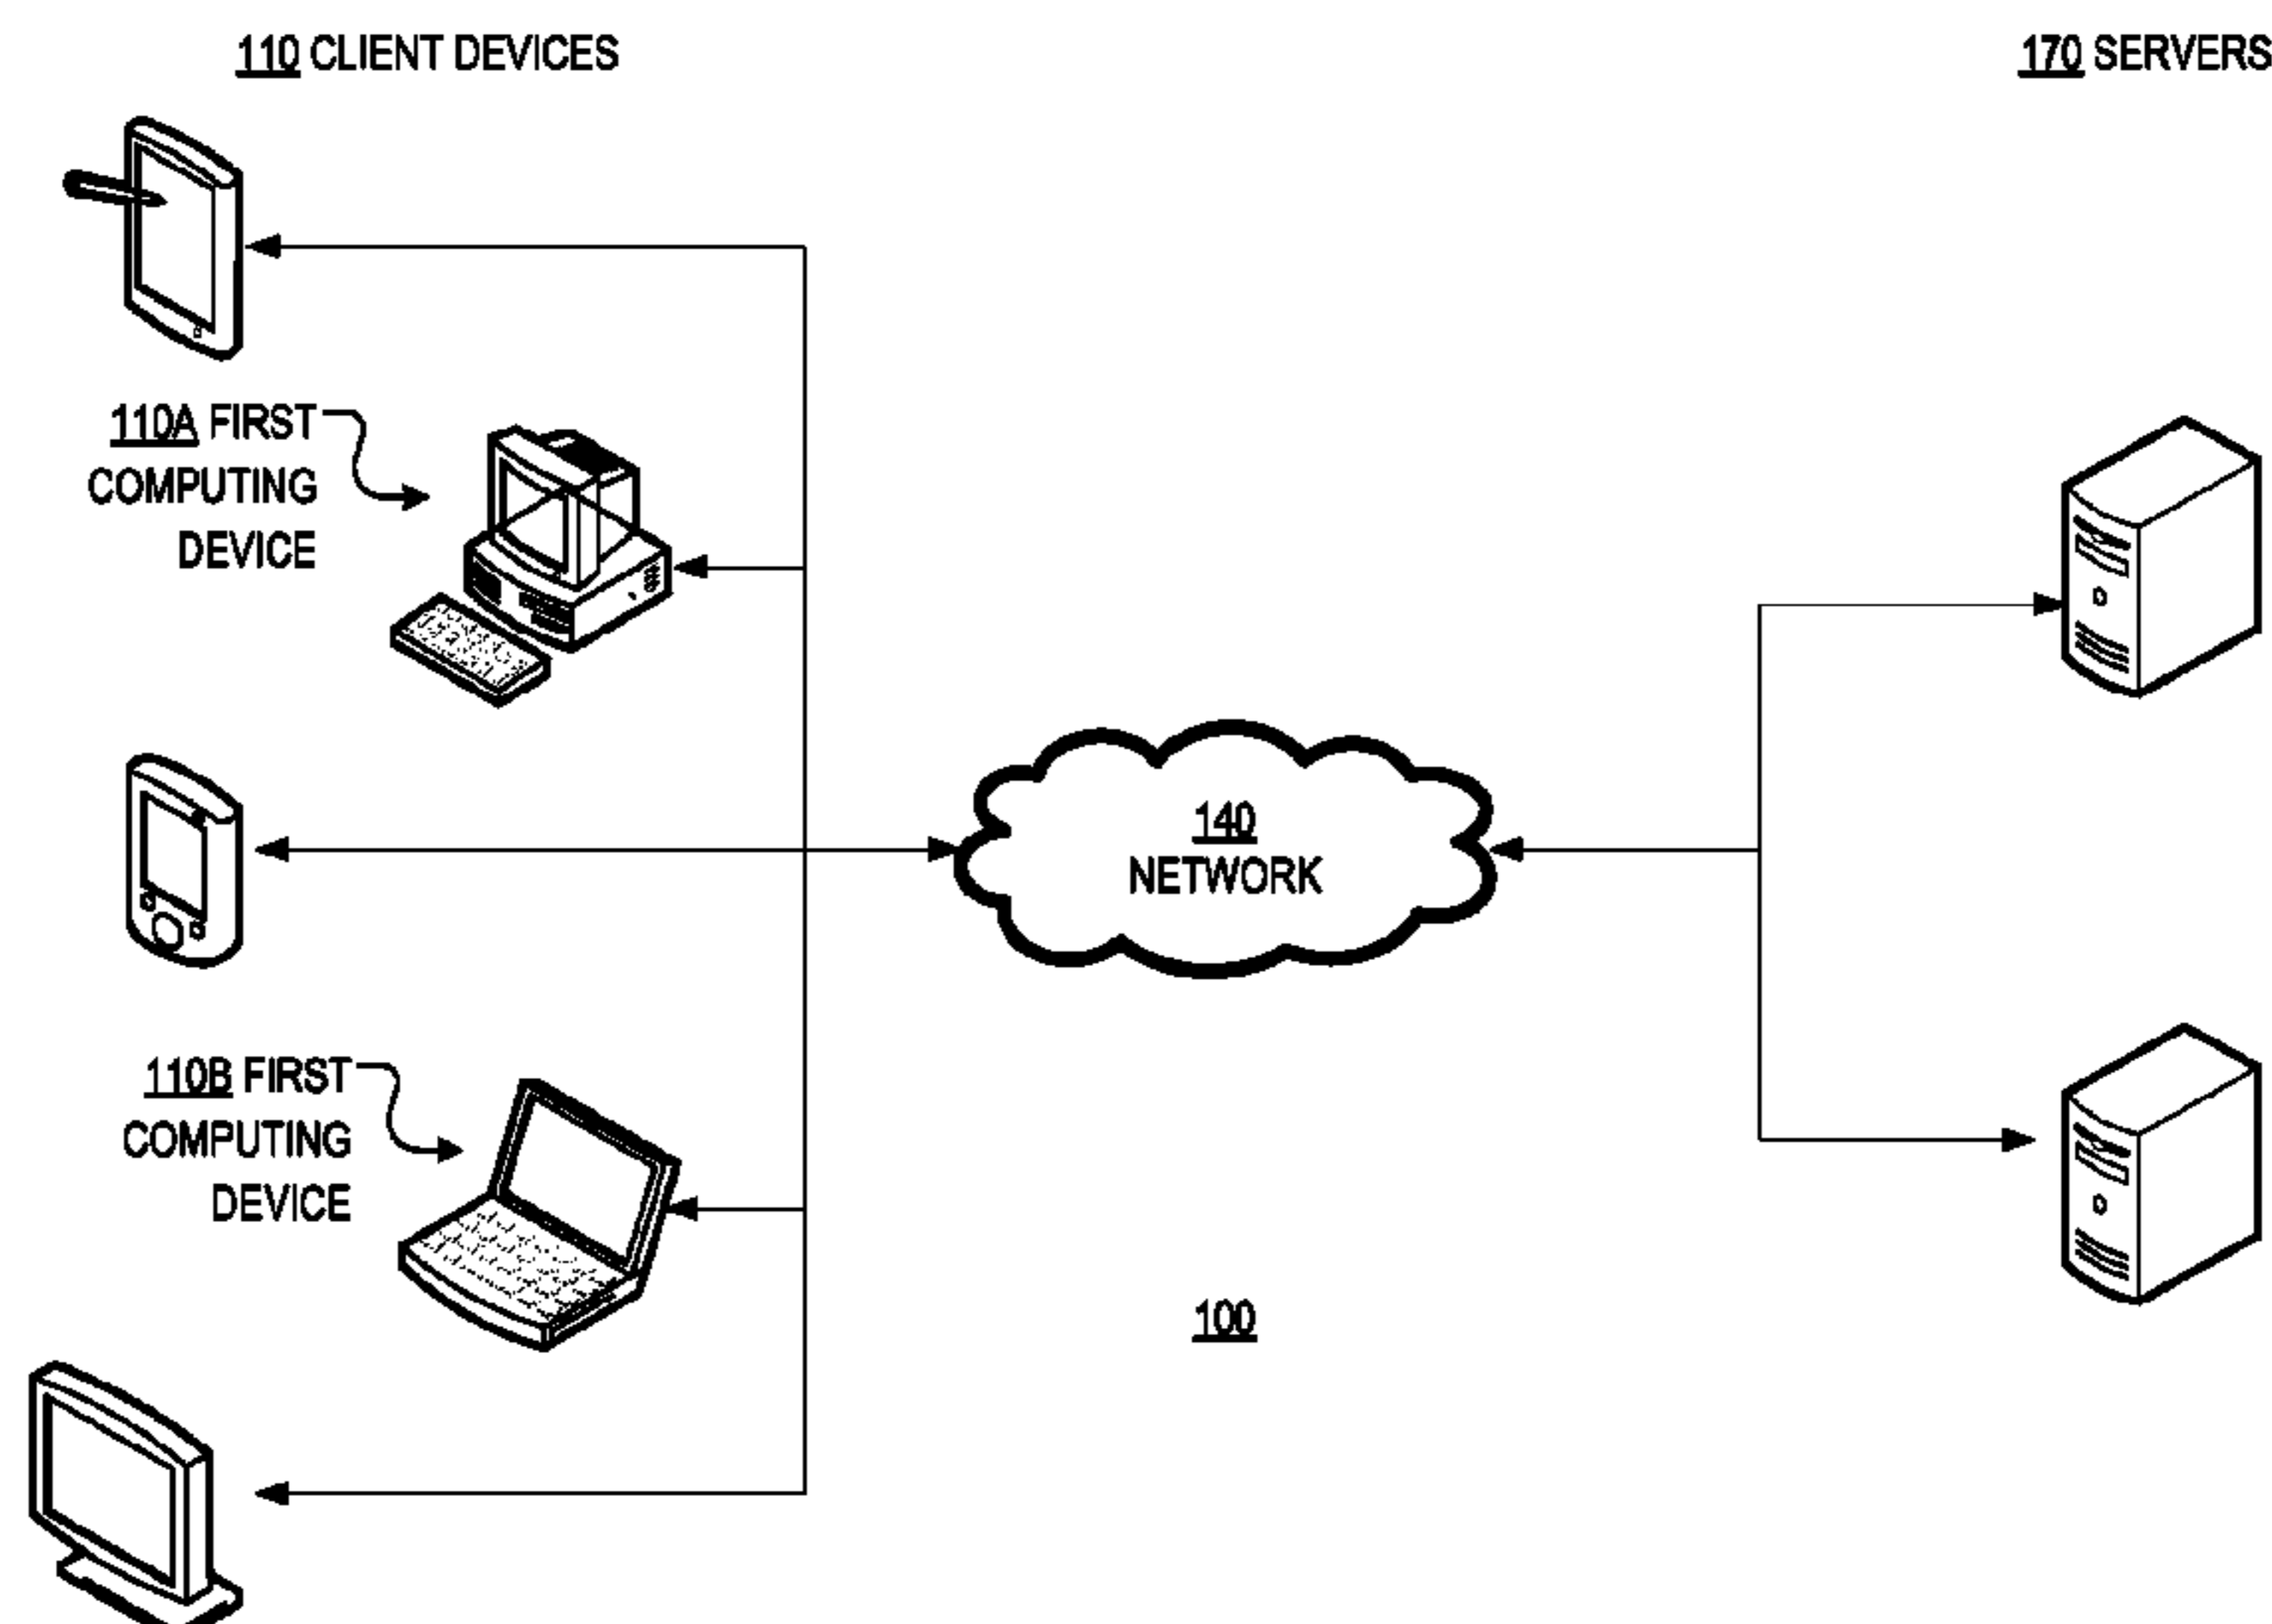 110 CLIENT DEVICES
170 SERVERS
110A FIRST
COMPUTING
DEVICE
140
NETWORK
110B FIRST
COMPUTING
DEVICE
100